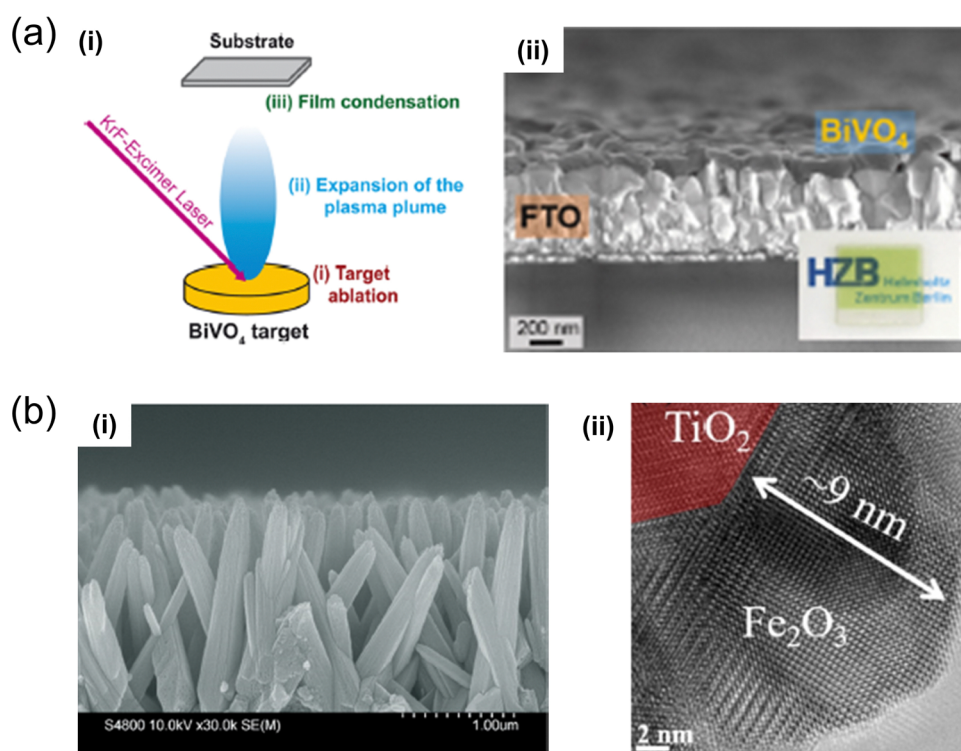 (a)
(i)
Substrate
(iii) Film condensation
KrF-Excimer Laser
(ii) Expansion of the
plasma plume
(i) Target
ablation
BiVO₄ target
(ii)
BiVO₄
FTO
HZB Helmholtz
Zentrum Berlin
200 nm
(b)
(i)
S4800 10.0kV x30.0k SE(M)
1.00um
(ii)
TiO₂
~9 nm
Fe₂O₃
2 nm